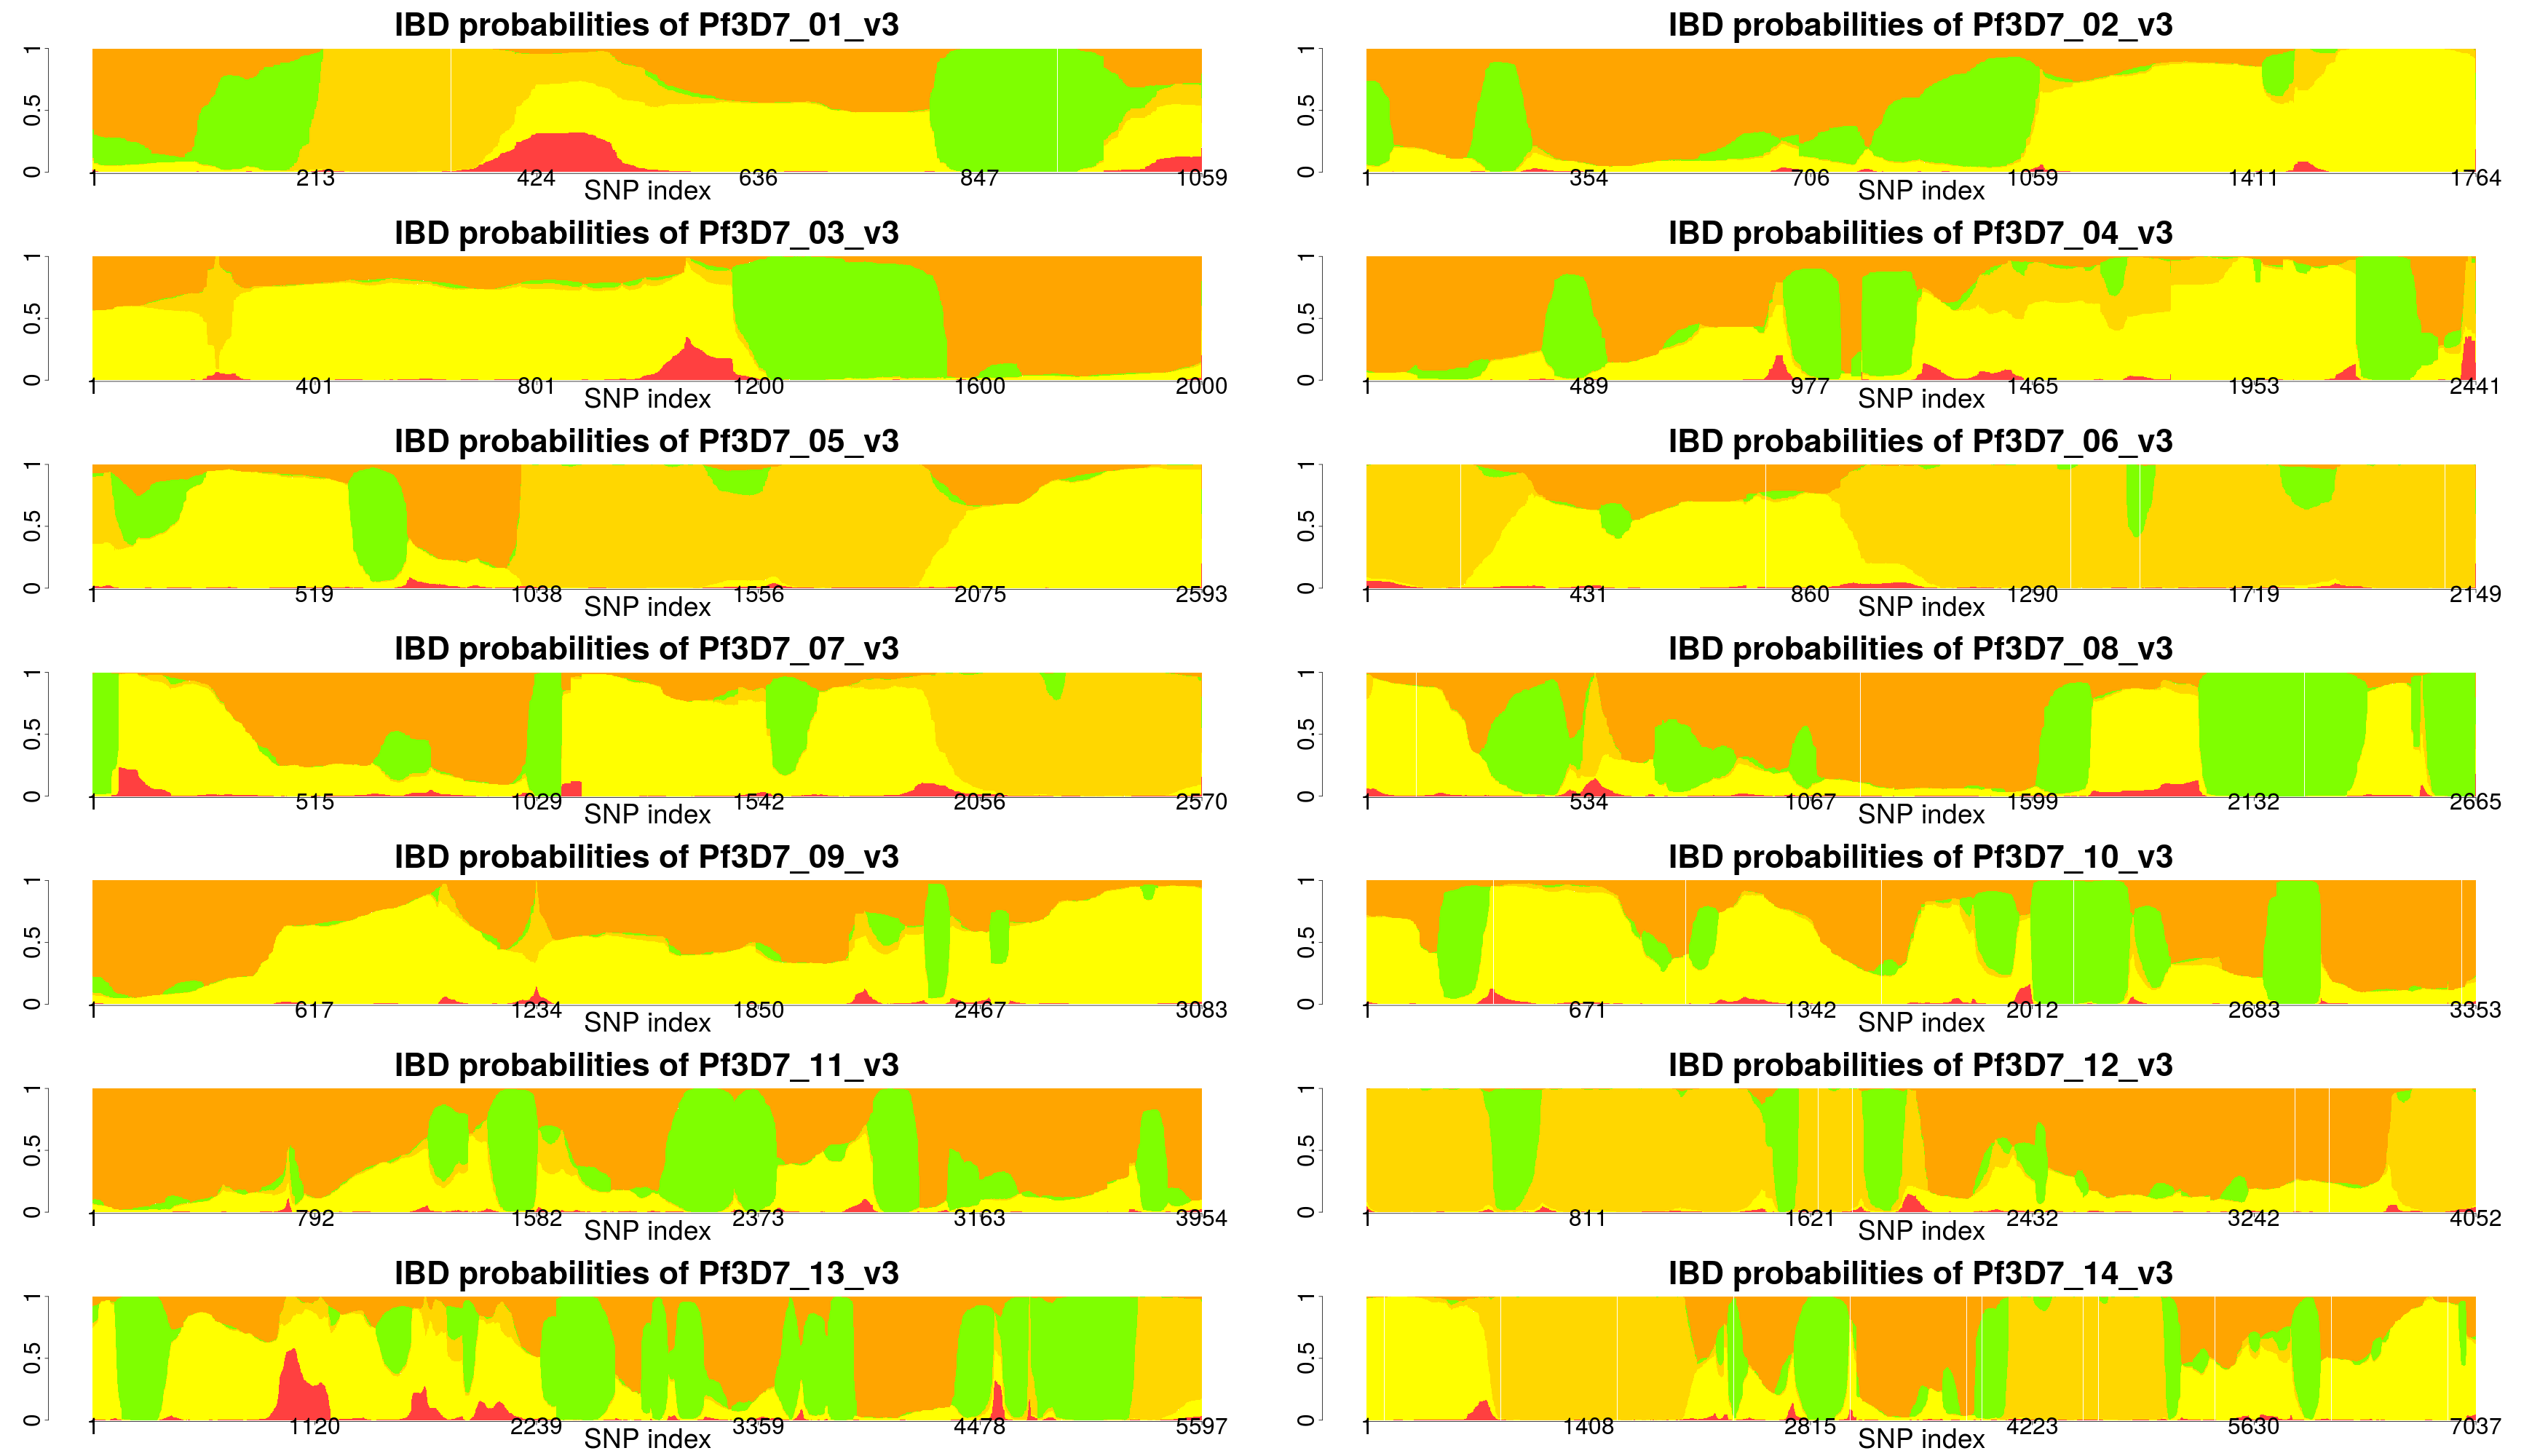 IBD probabilities of Pf3D7_01_v3
1
0.5
0
1 213 424 636 847 1059
SNP index
IBD probabilities of Pf3D7_02_v3
1
0.5
0
1 354 706 1059 1411 1764
SNP index
IBD probabilities of Pf3D7_03_v3
1
0.5
0
1 401 801 1200 1600 2000
SNP index
IBD probabilities of Pf3D7_04_v3
1
0.5
0
1 489 977 1465 1953 2441
SNP index
IBD probabilities of Pf3D7_05_v3
1
0.5
0
1 519 1038 1556 2075 2593
SNP index
IBD probabilities of Pf3D7_06_v3
1
0.5
0
1 431 860 1290 1719 2149
SNP index
IBD probabilities of Pf3D7_07_v3
1
0.5
0
1 515 1029 1542 2056 2570
SNP index
IBD probabilities of Pf3D7_08_v3
1
0.5
0
1 534 1067 1599 2132 2665
SNP index
IBD probabilities of Pf3D7_09_v3
1
0.5
0
1 617 1234 1850 2467 3083
SNP index
IBD probabilities of Pf3D7_10_v3
1
0.5
0
1 671 1342 2012 2683 3353
SNP index
IBD probabilities of Pf3D7_11_v3
1
0.5
0
1 792 1582 2373 3163 3954
SNP index
IBD probabilities of Pf3D7_12_v3
1
0.5
0
1 811 1621 2432 3242 4052
SNP index
IBD probabilities of Pf3D7_13_v3
1
0.5
0
1 1120 2239 3359 4478 5597
SNP index
IBD probabilities of Pf3D7_14_v3
1
0.5
0
1 1408 2815 4223 5630 7037
SNP index